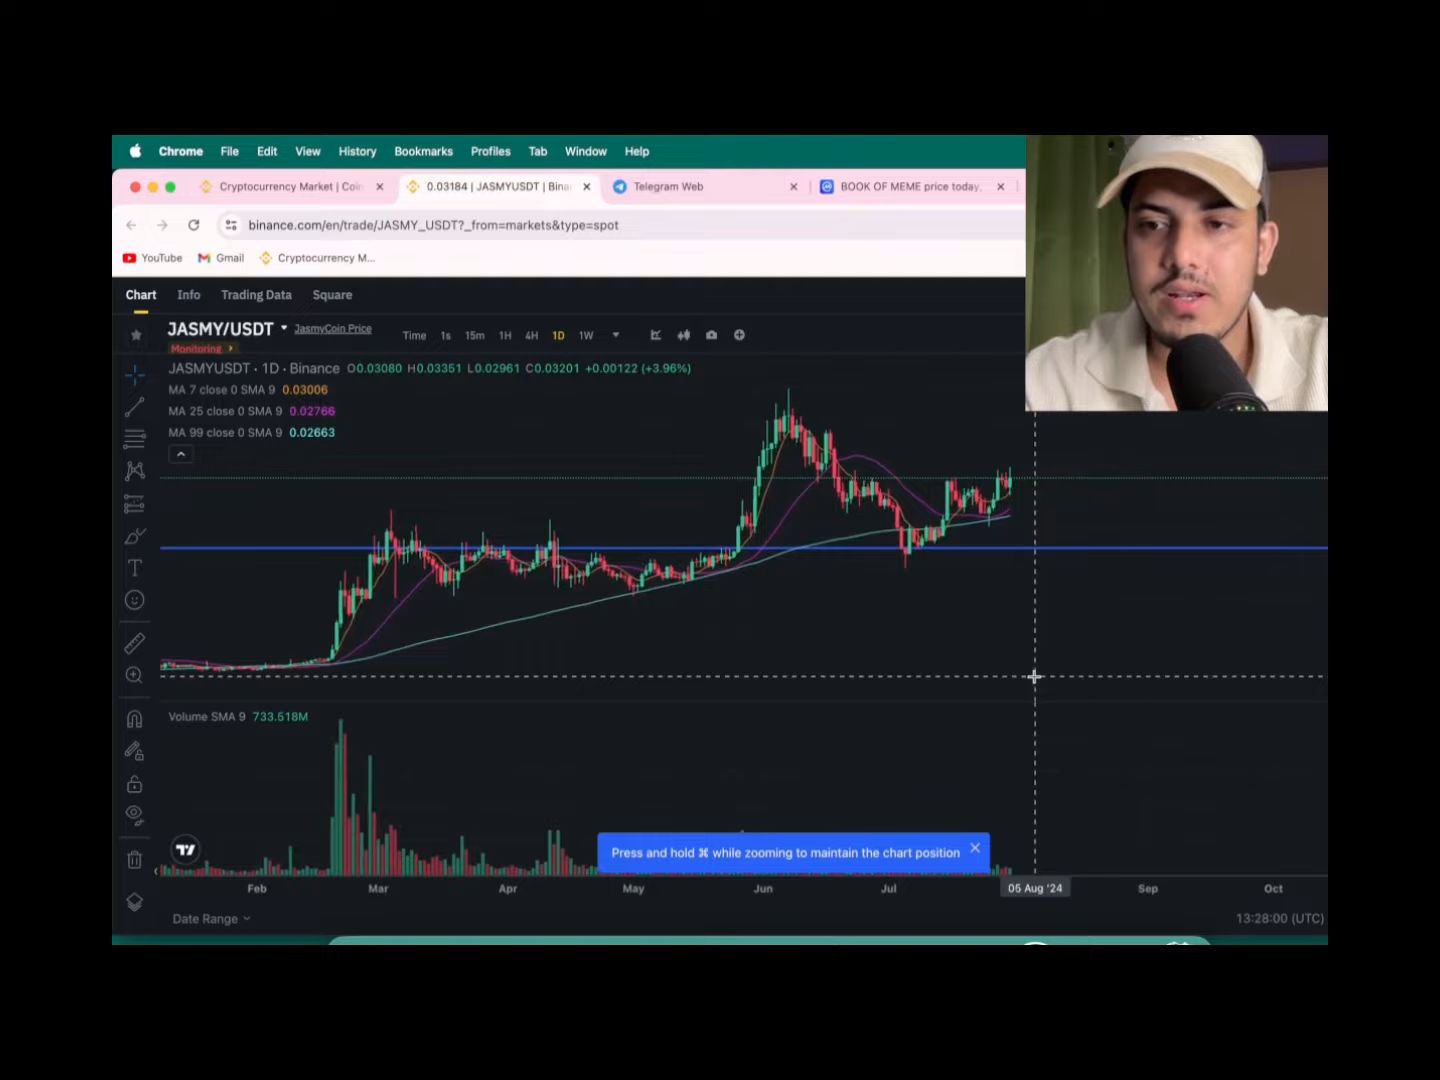 Chrome File Edit View History Bookmarks Profiles Tab Window Help
Cryptocurrency Market | Coin
0.03184 | JASMYUSDT | Bina
Telegram Web
BOOK OF MEME price today,
binance.com/en/trade/JASMY_USDT?_from=markets&type=spot
YouTube Gmail Cryptocurrency M...
Chart Info Trading Data Square
JASMY/USDT JasmyCoin Price Time 1s 15m 1H 4H 1D 1W
Monitoring
JASMYUSDT · 1D · Binance O0.03080 H0.03351 L0.02961 C0.03201 +0.00122 (+3.96%)
MA 7 close 0 SMA 9 0.03006
MA 25 close 0 SMA 9 0.02766
MA 99 close 0 SMA 9 0.02663
Volume SMA 9 733.518M
Press and hold ⌘ while zooming to maintain the chart position
Feb Mar Apr May Jun Jul 05 Aug '24 Sep Oct
Date Range 13:28:00 (UTC)